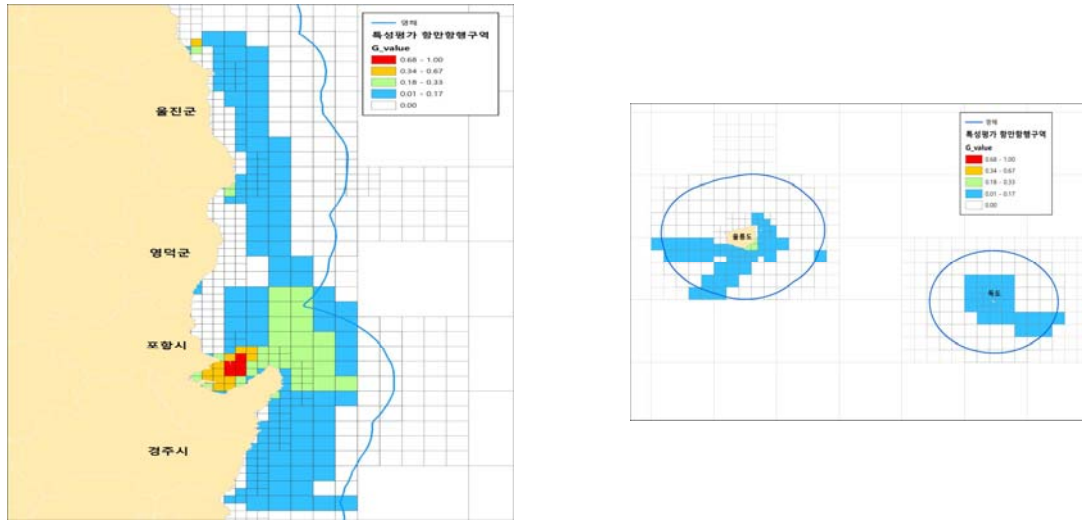 영해
특성평가 항만항행구역
G_value
0.68 - 1.00
0.34 - 0.67
0.18 - 0.33
0.01 - 0.17
0.00
울진군
영덕군
포항시
경주시
영해
특성평가 항만항행구역
G_value
0.68 - 1.00
0.34 - 0.67
0.18 - 0.33
0.01 - 0.17
0.00
울릉도
독도